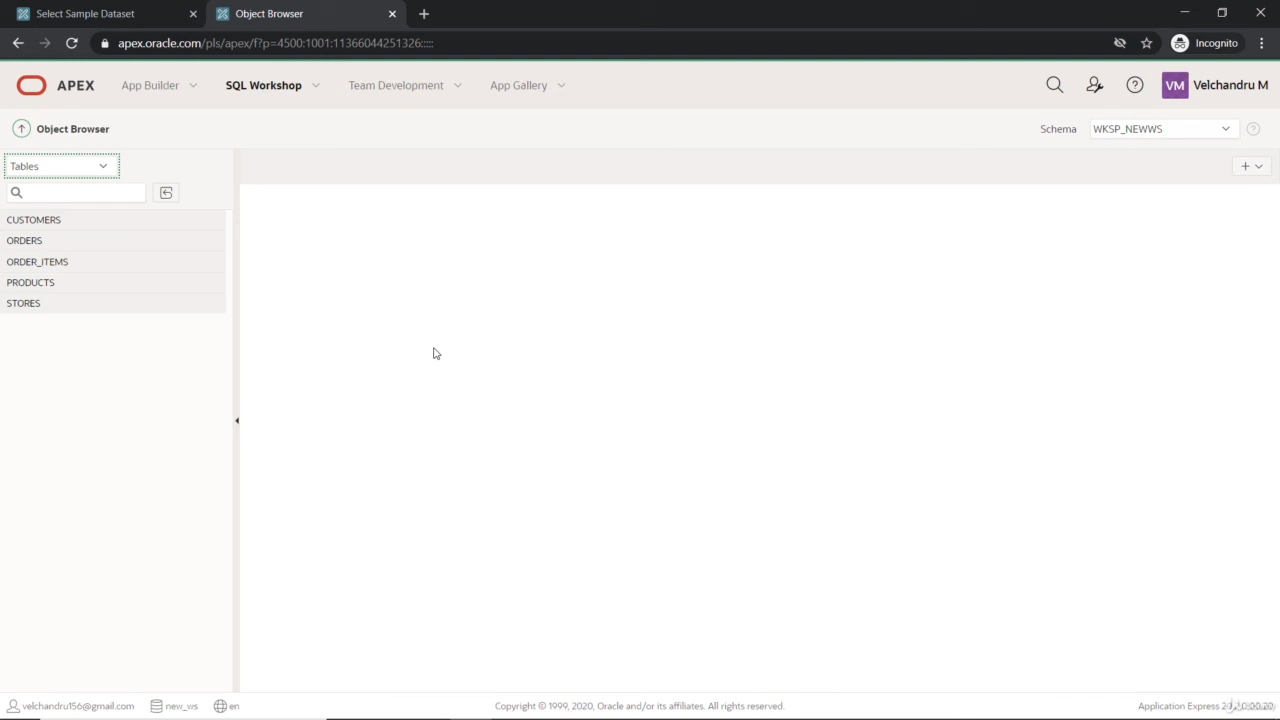 Select Sample Dataset
Object Browser
apex.oracle.com/pls/apex/f?p=4500:1001:11366044251326:::::
Incognito
APEX
App Builder
SQL Workshop
Team Development
App Gallery
VM
Velchandru M
Object Browser
Schema
WKSP_NEWWS
Tables
CUSTOMERS
ORDERS
ORDER_ITEMS
PRODUCTS
STORES
velchandru156@gmail.com
new_ws
en
Copyright © 1999, 2020, Oracle and/or its affiliates. All rights reserved.
Application Express